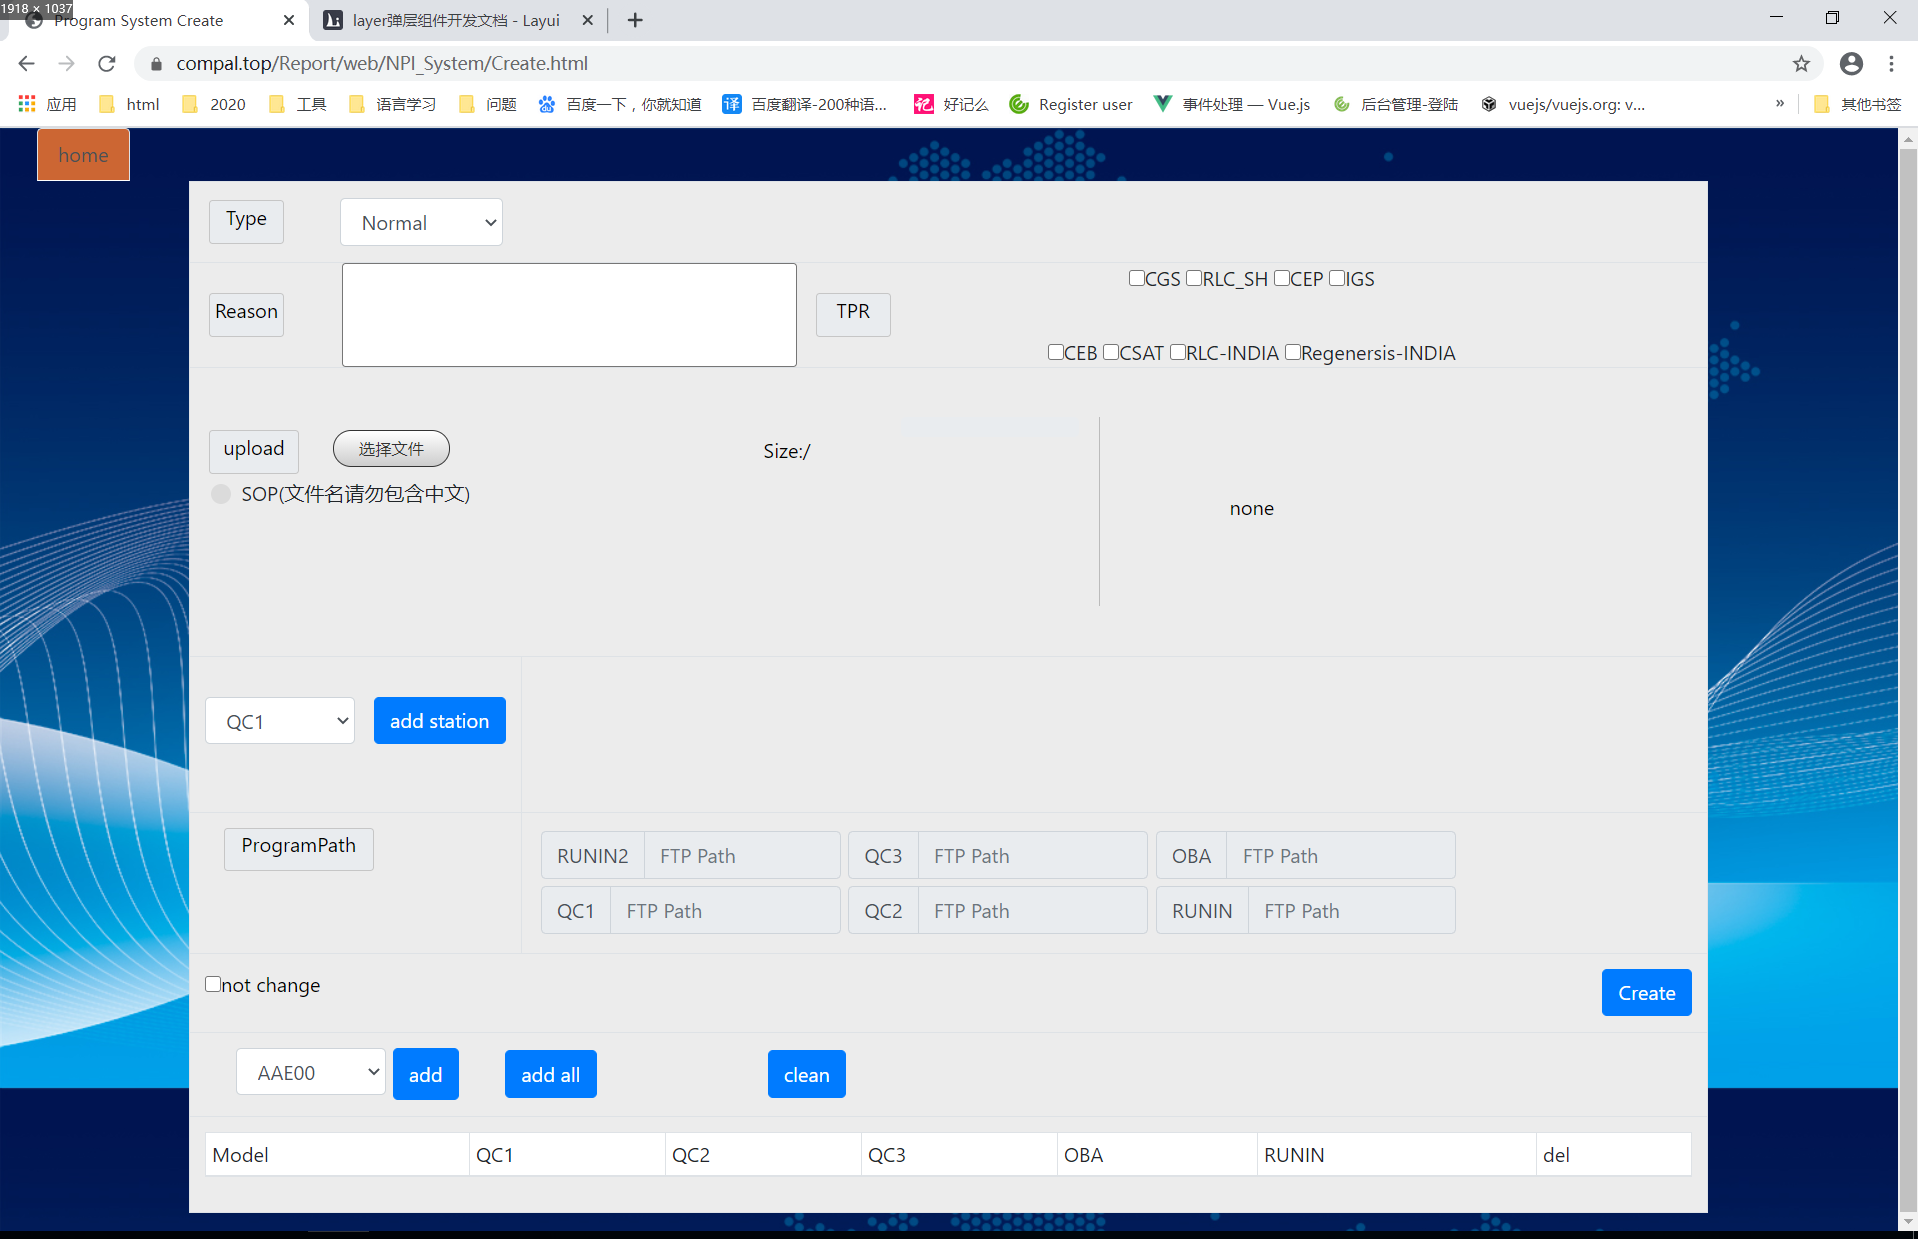 1918 × 1037
Program System Create
layer弹层组件开发文档 - Layui
compal.top/Report/web/NPI_System/Create.html
应用 html 2020 工具 语言学习 问题 百度一下，你就知道 百度翻译-200种语... 好记么 Register user 事件处理 — Vue.js 后台管理-登陆 vuejs/vuejs.org: v... » 其他书签
home
Type Normal
CGS RLC_SH CEP IGS
Reason TPR
CEB CSAT RLC-INDIA Regenersis-INDIA
upload 选择文件 Size:/
SOP(文件名请勿包含中文)
none
QC1 add station
ProgramPath
RUNIN2 FTP Path QC3 FTP Path OBA FTP Path
QC1 FTP Path QC2 FTP Path RUNIN FTP Path
not change Create
AAE00 add add all clean
Model QC1 QC2 QC3 OBA RUNIN del